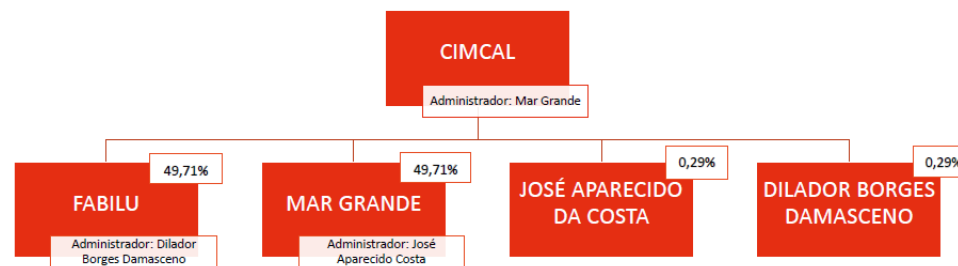 CIMCAL
Administrador: Mar Grande
49,71%
FABILU
Administrador: Dilador
Borges Damasceno
49,71%
MAR GRANDE
Administrador: José
Aparecido Costa
0,29%
JOSÉ APARECIDO
DA COSTA
0,29%
DILADOR BORGES
DAMASCENO